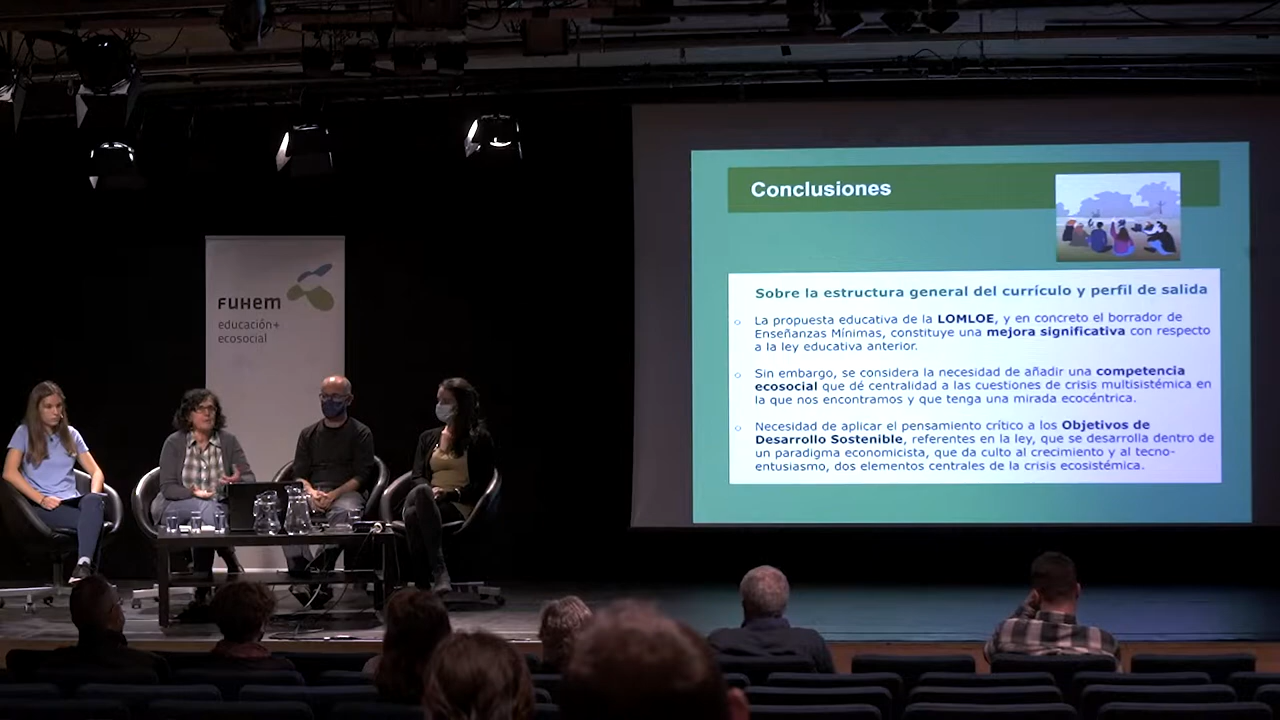 FUHEM
educación+
ecosocial
Conclusiones
Sobre la estructura general del currículo y perfil de salida
La propuesta educativa de la LOMLOE, y en concreto el borrador de
Enseñanzas Mínimas, constituye una mejora significativa con respecto
a la ley educativa anterior.
Sin embargo, se considera la necesidad de añadir una competencia
ecosocial que dé centralidad a las cuestiones de crisis multisistémica en
la que nos encontramos y que tenga una mirada ecocéntrica.
Necesidad de aplicar el pensamiento crítico a los Objetivos de
Desarrollo Sostenible, referentes en la ley, que se desarrolla dentro de
un paradigma economicista, que da culto al crecimiento y al tecno-
entusiasmo, dos elementos centrales de la crisis ecosistémica.